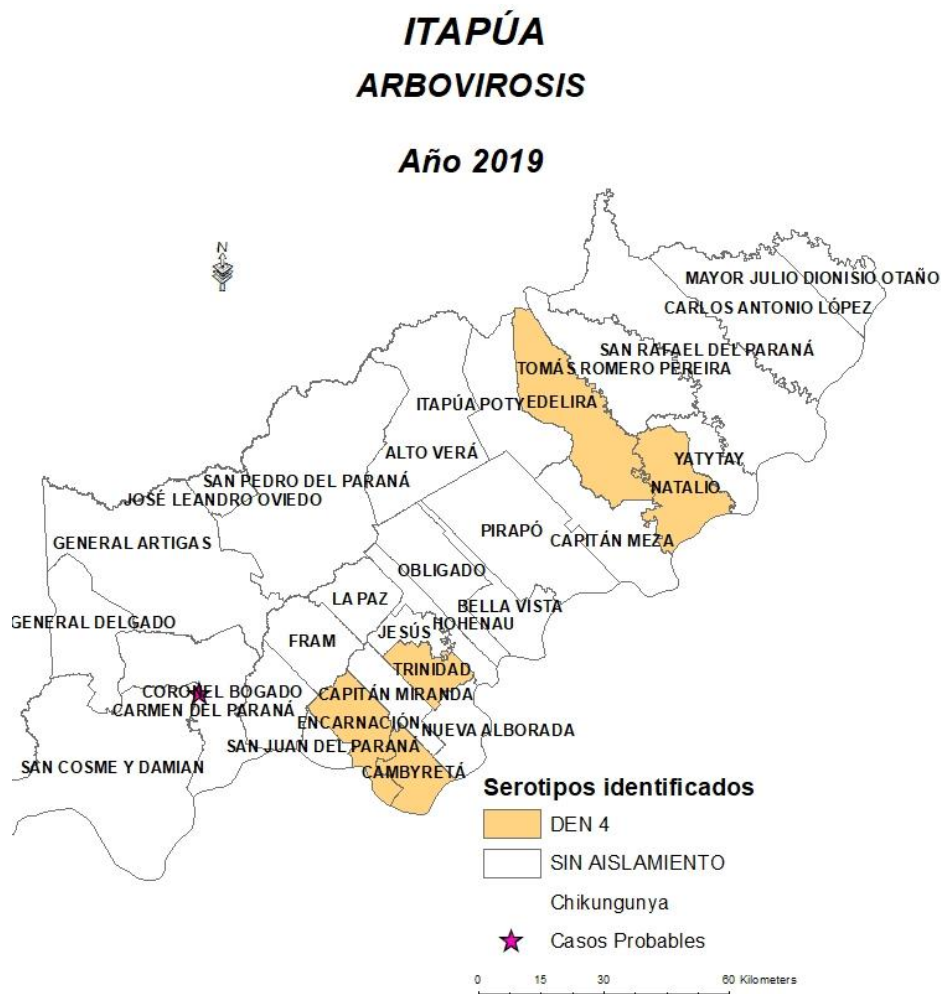 ITAPÚA
ARBOVIROSIS
Año 2019
N
MAYOR JULIO DIONISIO OTAÑO
CARLOS ANTONIO LÓPEZ
SAN RAFAEL DEL PARANÁ
TOMÁS ROMERO PEREIRA
ITAPÚA POTY
EDELIRA
ALTO VERÁ
YATYTAY
SAN PEDRO DEL PARANÁ
NATALIO
JOSÉ LEANDRO OVIEDO
PIRAPÓ
GENERAL ARTIGAS
CAPITÁN MEZA
OBLIGADO
LA PAZ
BELLA VISTA
GENERAL DELGADO
HOHENAU
JESÚS
FRAM
TRINIDAD
CORONEL BOGADO
CAPITÁN MIRANDA
CARMEN DEL PARANÁ
ENCARNACIÓN
NUEVA ALBORADA
SAN JUAN DEL PARANÁ
SAN COSME Y DAMIAN
CAMBYRETÁ
Serotipos identificados
DEN 4
SIN AISLAMIENTO
Chikungunya
Casos Probables
0 15 30 60 Kilometers